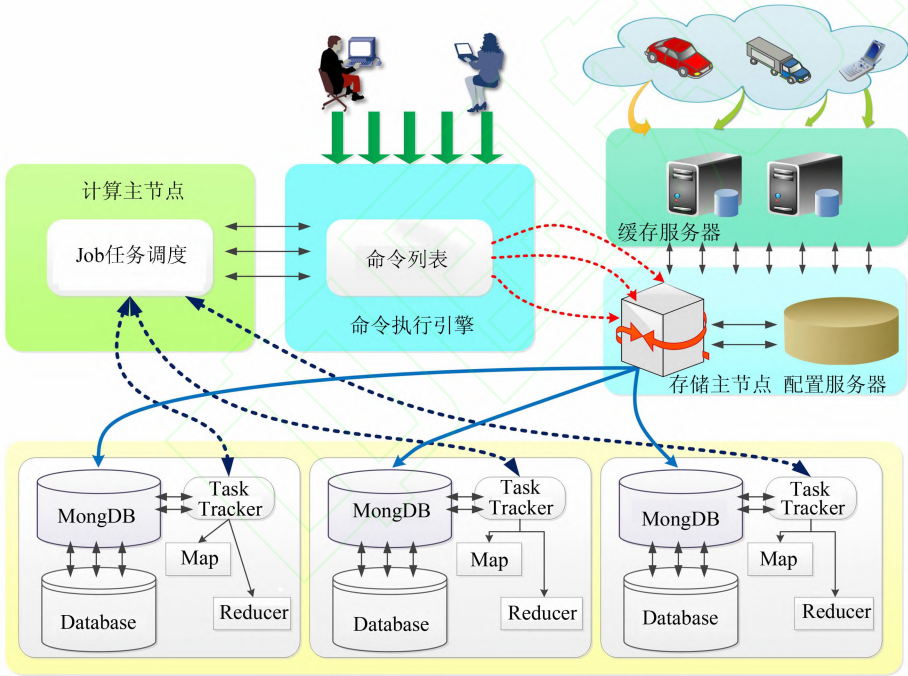 计算主节点
Job任务调度
命令列表
命令执行引擎
缓存服务器
存储主节点
配置服务器
MongDB
Task
Tracker
Map
Reducer
Database
MongDB
Task
Tracker
Map
Reducer
Database
MongDB
Task
Tracker
Map
Reducer
Database